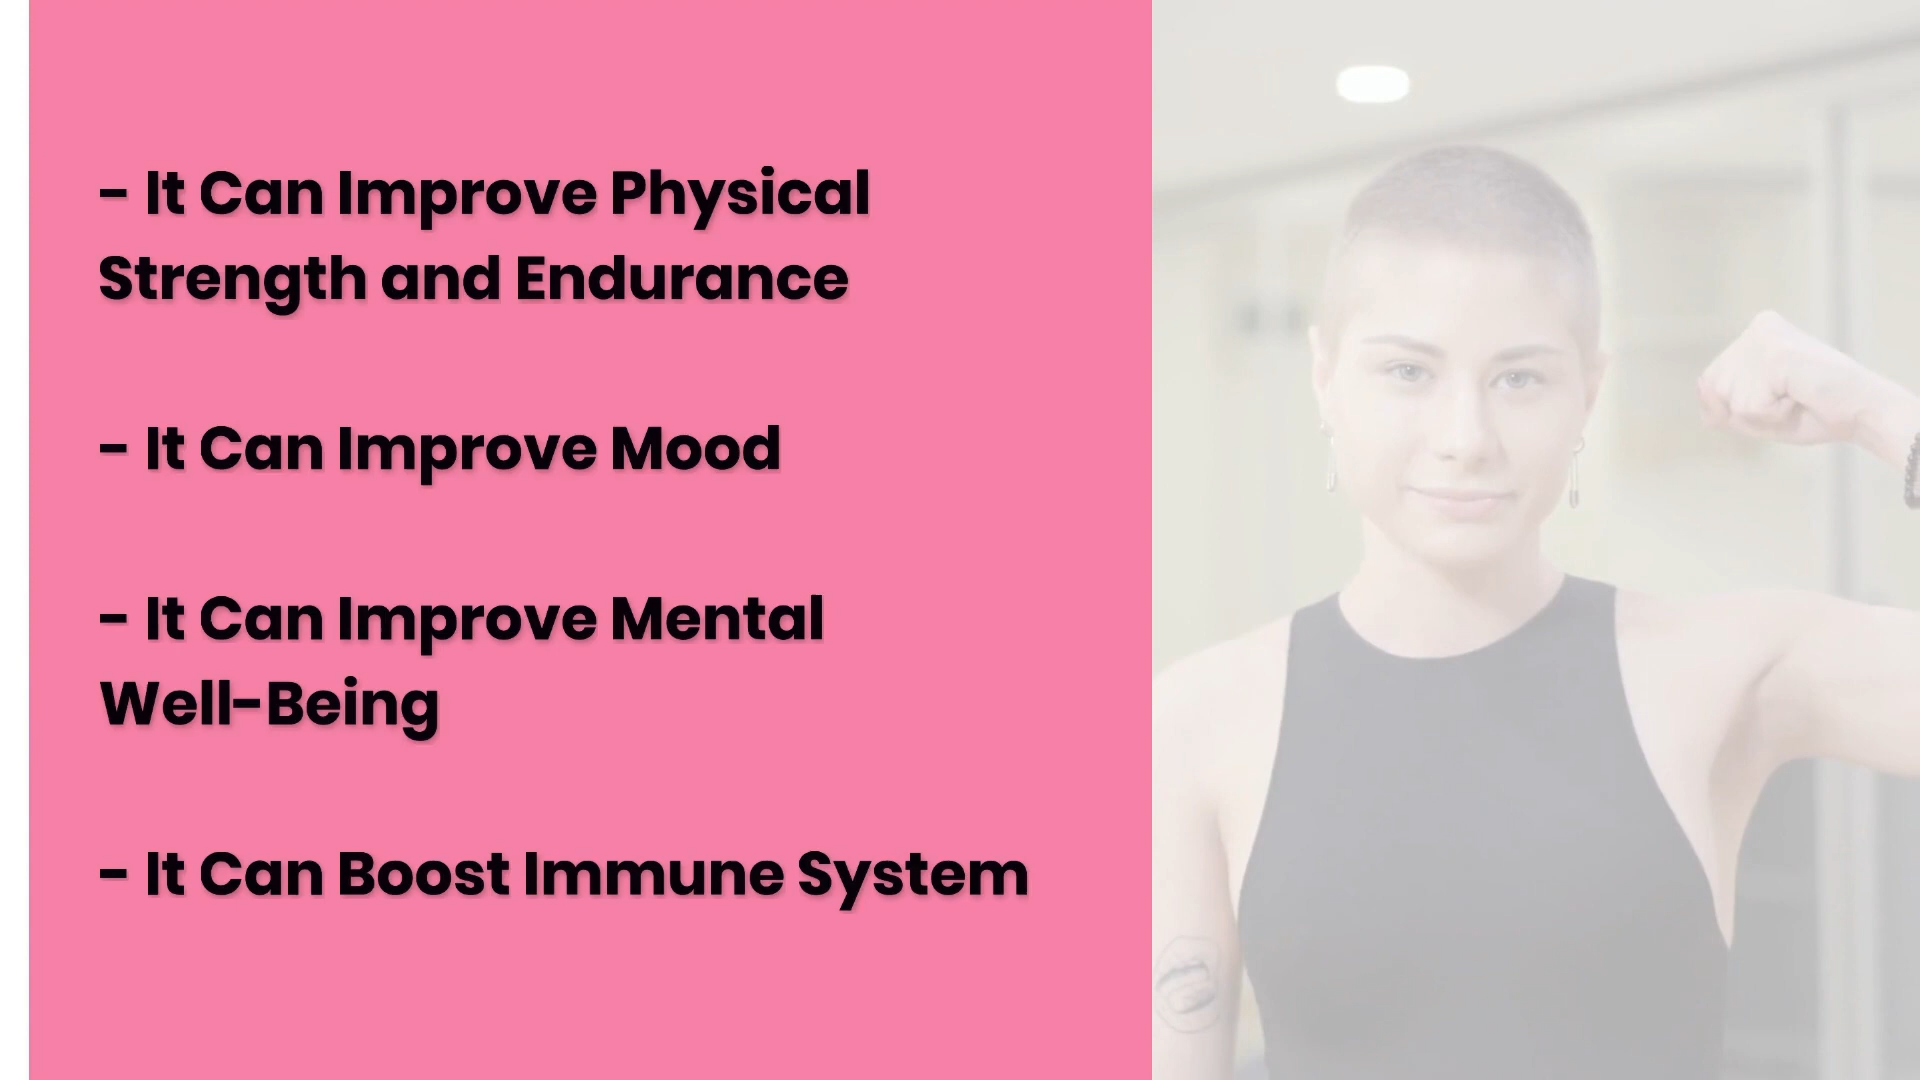 - It Can Improve Physical
Strength and Endurance
- It Can Improve Mood
- It Can Improve Mental
Well-Being
- It Can Boost Immune System